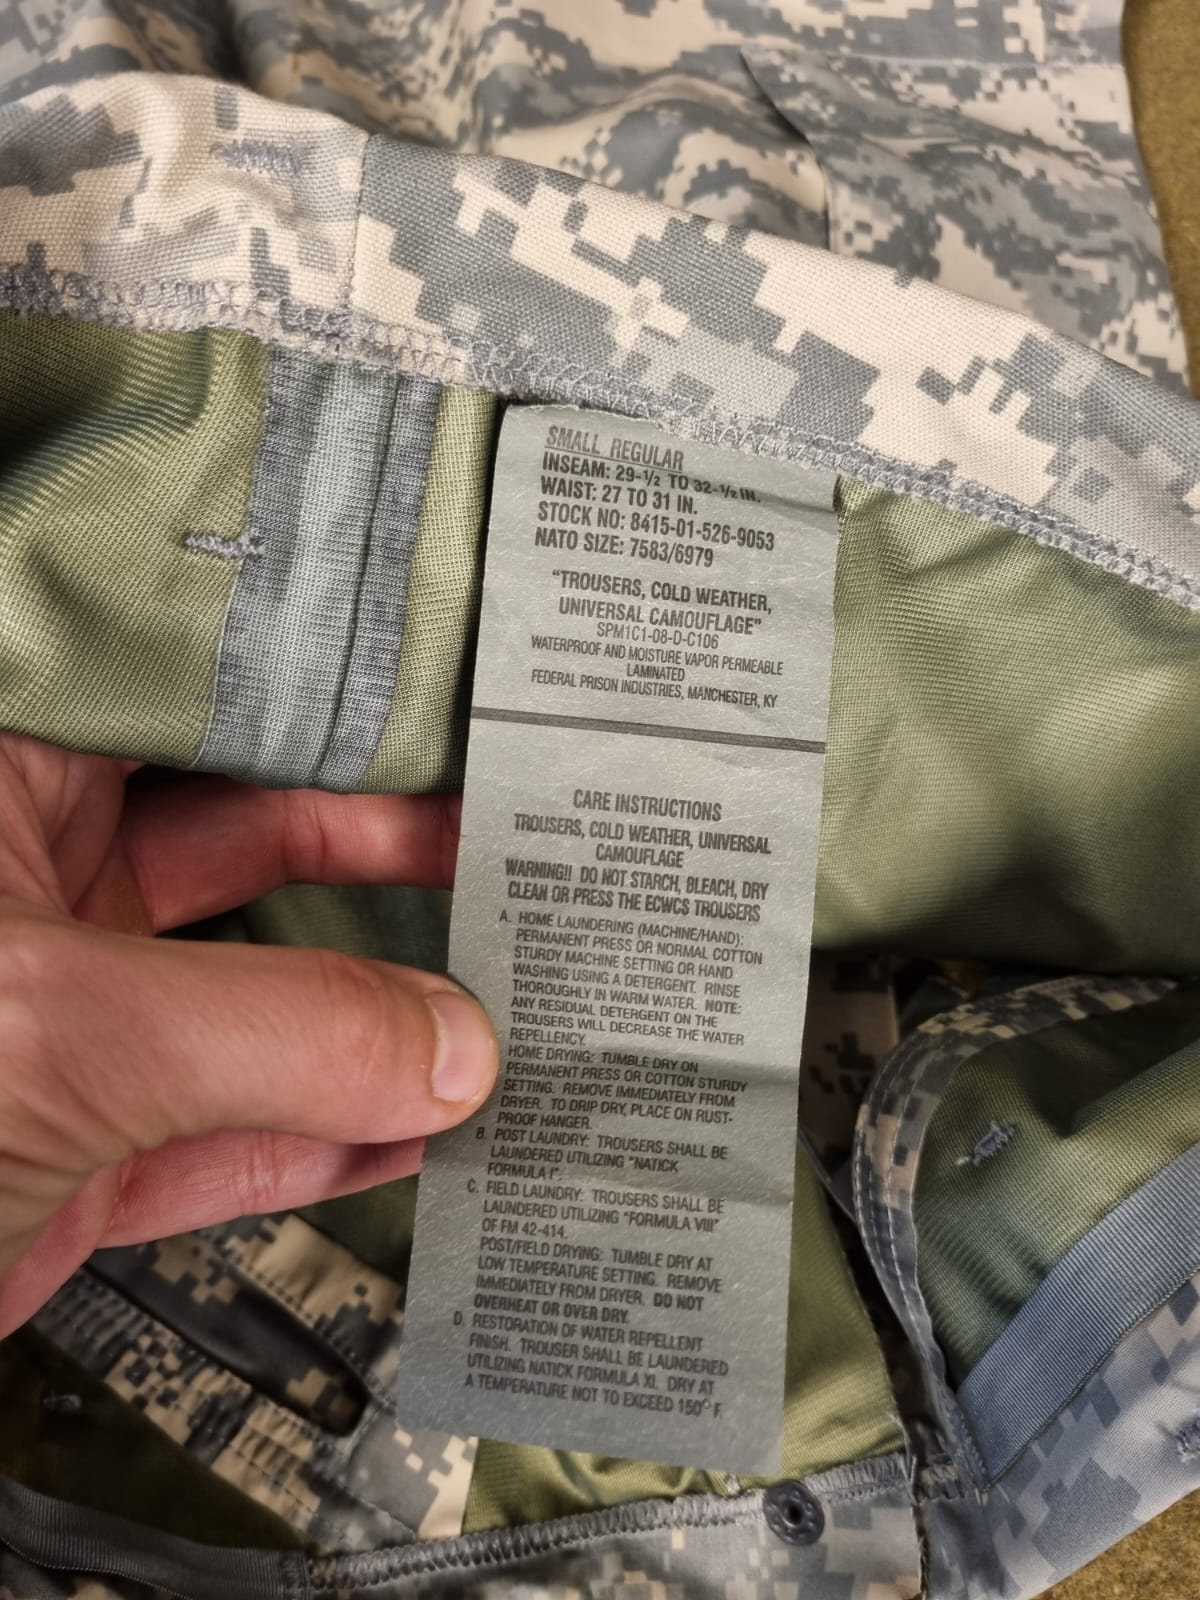 SMALL REGULAR
INSEAM: 29-1/2 TO 32-1/2 IN.
WAIST: 27 TO 31 IN.
STOCK NO: 8415-01-526-9053
NATO SIZE: 7583/6979
"TROUSERS, COLD WEATHER,
UNIVERSAL CAMOUFLAGE"
SPM1C1-08-D-C106
WATERPROOF AND MOISTURE VAPOR PERMEABLE
LAMINATED
FEDERAL PRISON INDUSTRIES, MANCHESTER, KY
CARE INSTRUCTIONS
TROUSERS, COLD WEATHER, UNIVERSAL
CAMOUFLAGE
WARNING!! DO NOT STARCH, BLEACH, DRY
CLEAN OR PRESS THE ECWCS TROUSERS
A. HOME LAUNDERING (MACHINE/HAND):
PERMANENT PRESS OR NORMAL COTTON
STURDY MACHINE SETTING OR HAND
WASHING USING A DETERGENT. RINSE
THOROUGHLY IN WARM WATER. NOTE:
ANY RESIDUAL DETERGENT ON THE
TROUSERS WILL DECREASE THE WATER
REPELLENCY.
HOME DRYING: TUMBLE DRY ON
PERMANENT PRESS OR COTTON STURDY
SETTING. REMOVE IMMEDIATELY FROM
DRYER. TO DRIP DRY, PLACE ON RUST-
PROOF HANGER.
B. POST LAUNDRY: TROUSERS SHALL BE
LAUNDERED UTILIZING "NATICK
FORMULA I".
C. FIELD LAUNDRY: TROUSERS SHALL BE
LAUNDERED UTILIZING "FORMULA VIII"
OF FM 42-414.
POST/FIELD DRYING: TUMBLE DRY AT
LOW TEMPERATURE SETTING. REMOVE
IMMEDIATELY FROM DRYER. DO NOT
OVERHEAT OR OVER DRY.
D. RESTORATION OF WATER REPELLENT
FINISH. TROUSER SHALL BE LAUNDERED
UTILIZING NATICK FORMULA XI. DRY AT
A TEMPERATURE NOT TO EXCEED 150° F.